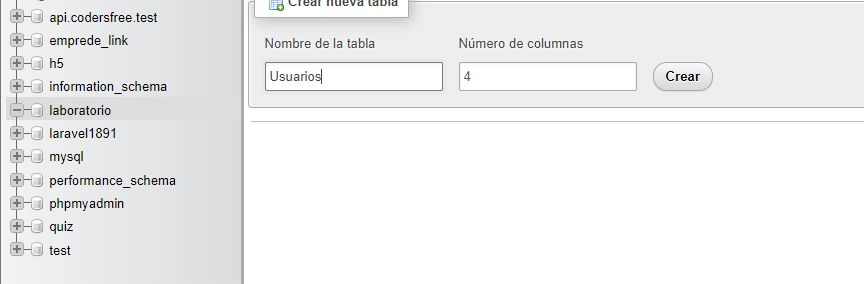 api.codersfree.test
emprede_link
h5
information_schema
laboratorio
laravel1891
mysql
performance_schema
phpmyadmin
quiz
test
Crear nueva tabla
Nombre de la tabla
Número de columnas
Usuarios
4
Crear